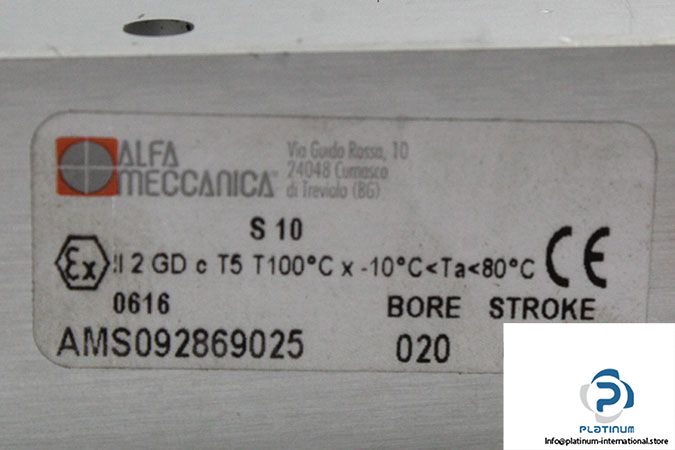 ALFA
MECCANICA
Via Guido Rossa, 10
24048 Curnasco
di Treviolo (BG)
S 10
Ex II 2 GD c T5 T100°C x -10°C<Ta<80°C CE
0616 BORE STROKE
AMS092869025 020
PLATINUM
Info@platinum-international.store